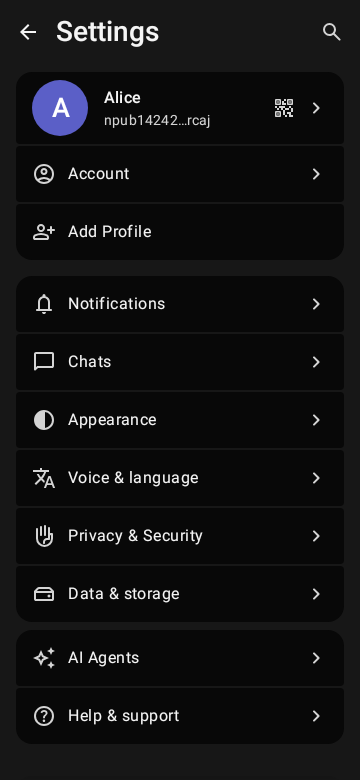 Settings
A
Alice
npub14242...rcaj
Account
Add Profile
Notifications
Chats
Appearance
Voice & language
Privacy & Security
Data & storage
AI Agents
Help & support